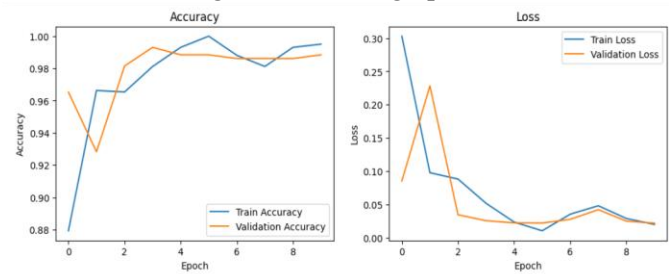 Accuracy
1.00
0.98
0.96
0.94
0.92
0.90
0.88
Accuracy
0
2
4
6
8
Epoch
Train Accuracy
Validation Accuracy
Loss
0.30
0.25
0.20
0.15
0.10
0.05
0.00
Loss
0
2
4
6
8
Epoch
Train Loss
Validation Loss